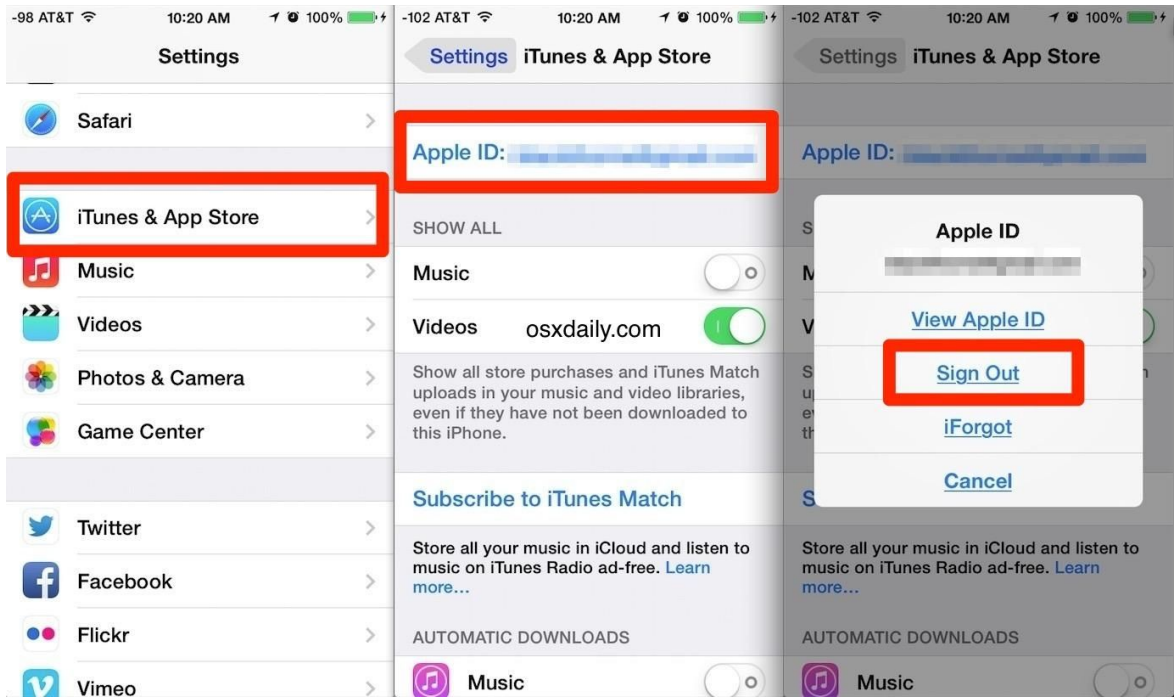 -98 AT&T 10:20 AM 100%
Settings
Safari
iTunes & App Store
Music
Videos
Photos & Camera
Game Center
Twitter
Facebook
Flickr
Vimeo
-102 AT&T 10:20 AM 100%
Settings iTunes & App Store
Apple ID:
SHOW ALL
Music
Videos
osxdaily.com
Show all store purchases and iTunes Match
uploads in your music and video libraries,
even if they have not been downloaded to
this iPhone.
Subscribe to iTunes Match
Store all your music in iCloud and listen to
music on iTunes Radio ad-free. Learn
more...
AUTOMATIC DOWNLOADS
Music
-102 AT&T 10:20 AM 100%
Settings iTunes & App Store
Apple ID:
Apple ID
View Apple ID
Sign Out
iForgot
Cancel
Store all your music in iCloud and listen to
music on iTunes Radio ad-free. Learn
more...
AUTOMATIC DOWNLOADS
Music